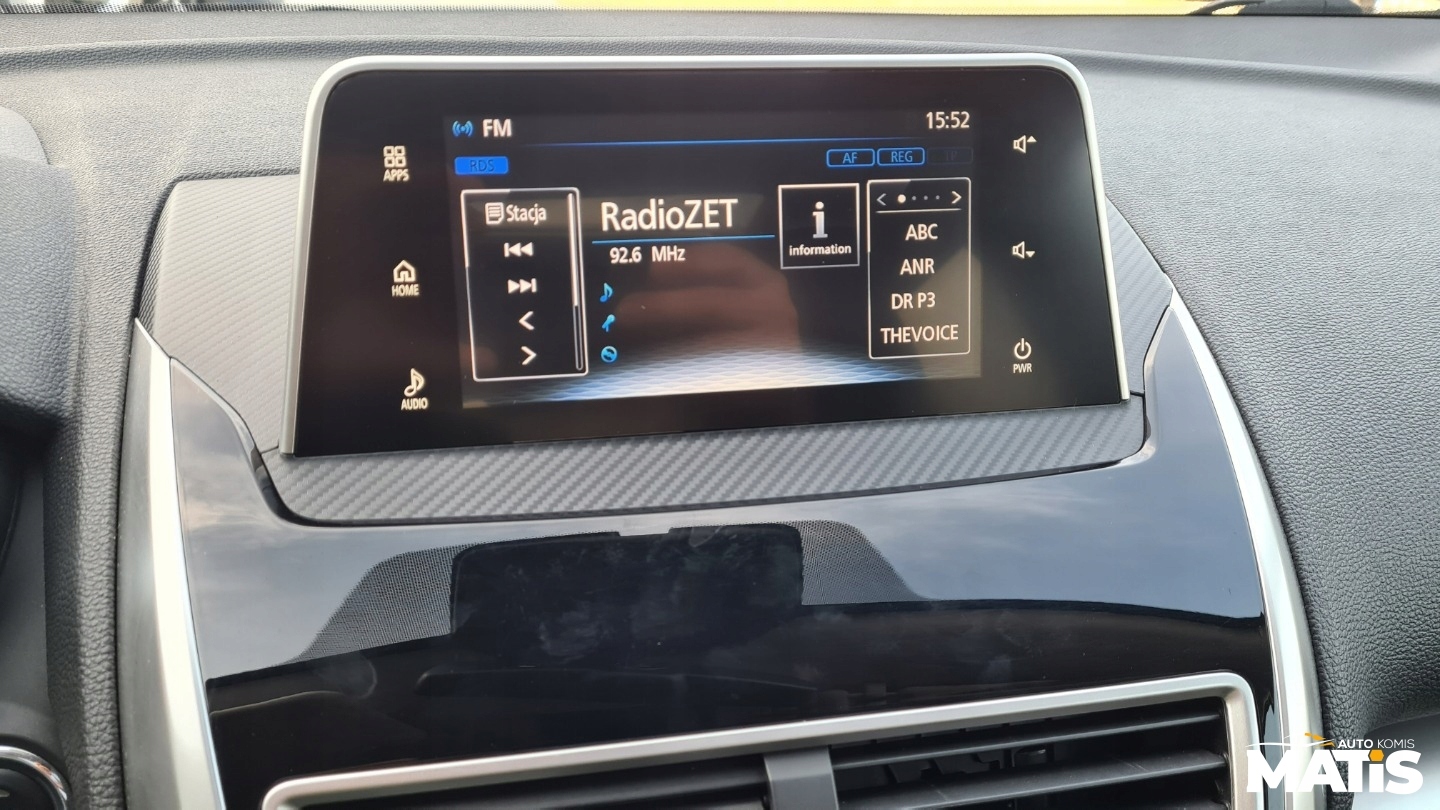 FM
15:52
RDS
AF
REG
TP
APPS
HOME
AUDIO
Stacja
RadioZET
92.6 MHz
information
ABC
ANR
DR P3
THEVOICE
PWR
AUTO KOMIS
MATiS